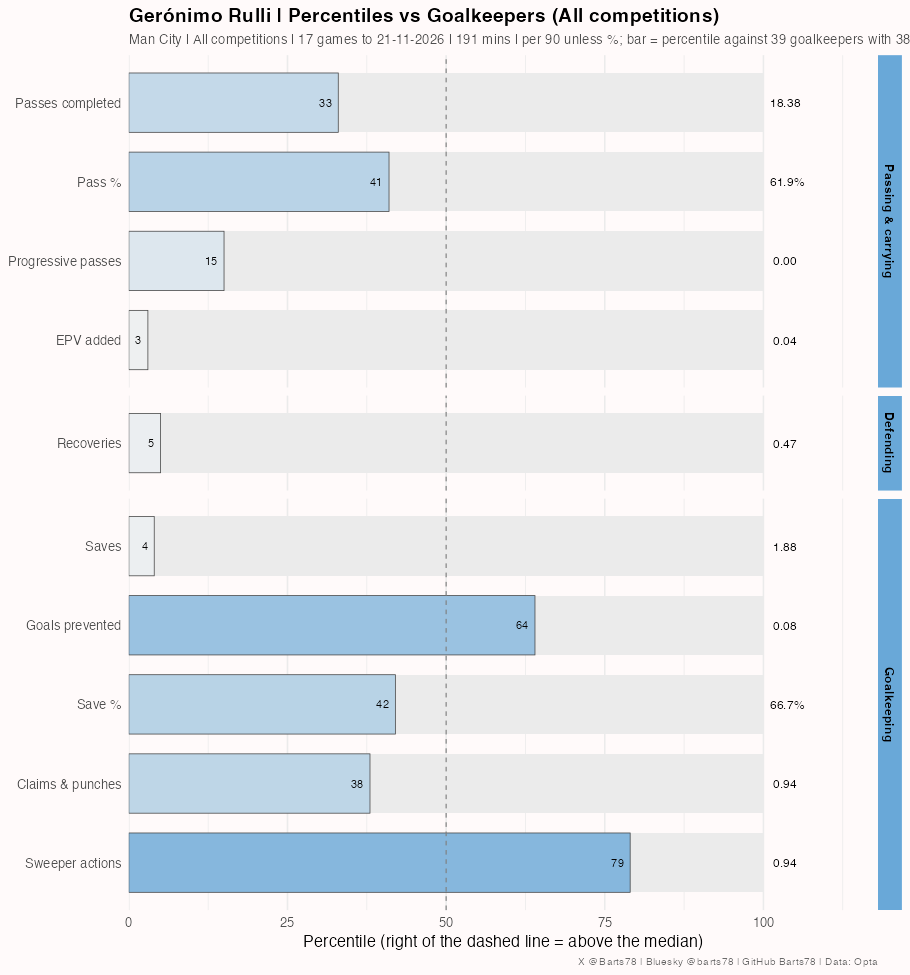 Gerónimo Rulli | Percentiles vs Goalkeepers (All competitions)
Man City | All competitions | 17 games to 21-11-2026 | 191 mins | per 90 unless %; bar = percentile against 39 goalkeepers with 38
Passes completed 33 18.38
Pass % 41 61.9%
Progressive passes 15 0.00
EPV added 3 0.04
Passing & carrying
Recoveries 5 0.47
Defending
Saves 4 1.88
Goals prevented 64 0.08
Save % 42 66.7%
Claims & punches 38 0.94
Sweeper actions 79 0.94
Goalkeeping
0 25 50 75 100
Percentile (right of the dashed line = above the median)
X @Barts78 | Bluesky @barts78 | GitHub Barts78 | Data: Opta